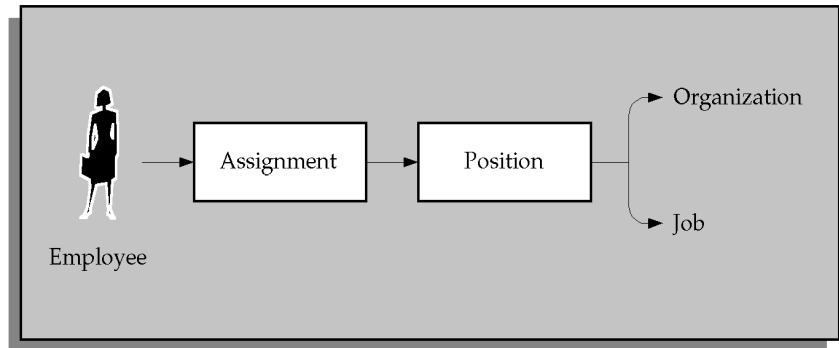 Organization
Assignment
Position
Job
Employee